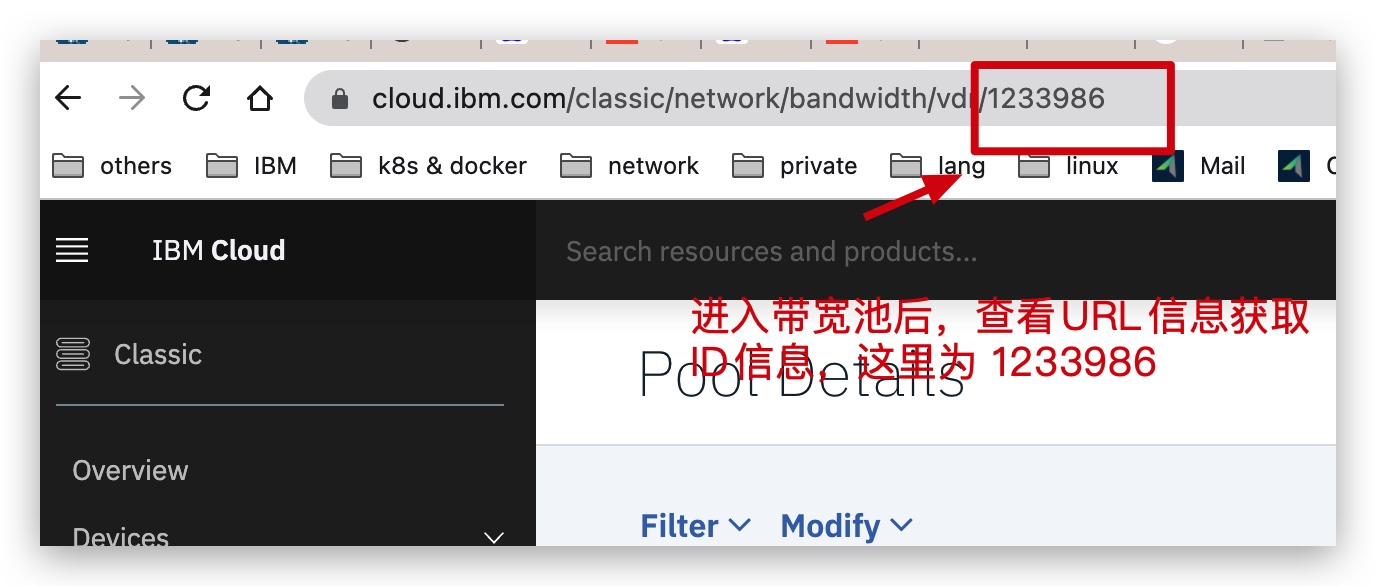 cloud.ibm.com/classic/network/bandwidth/vdr/1233986
others IBM k8s & docker network private lang linux Mail
IBM Cloud Search resources and products...
进入带宽池后，查看URL信息获取
ID信息，这里为 1233986
Pool Details
Classic
Overview
Filter Modify
Devices